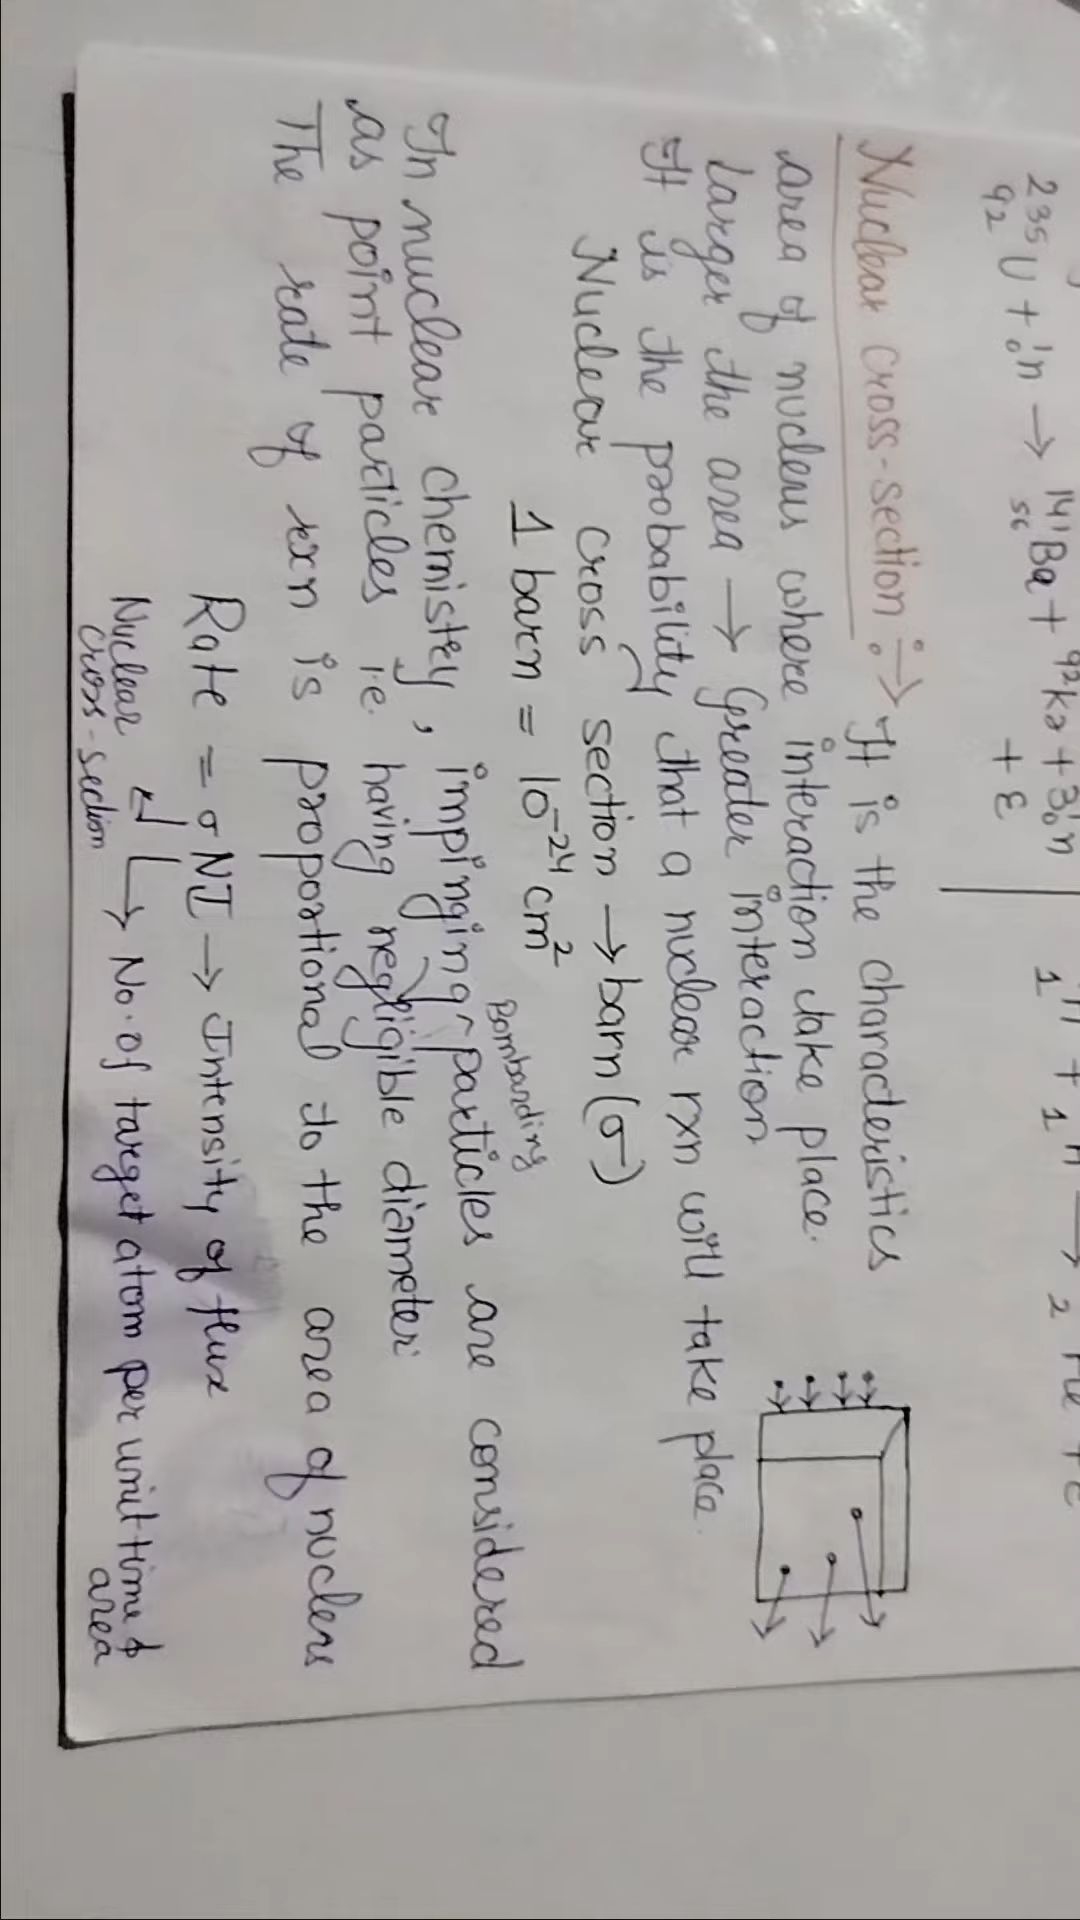 ²³⁵₉₂U + ¹₀n → ¹⁴¹₅₆Ba + ⁹²Kr + 3¹₀n
+ E
Nuclear cross-section :→ It is the characteristics
area of nucleus where interaction take place.
Larger the area → Greater interaction
It is the probability that a nuclear rxn will take place.
Nuclear cross section → barn (σ)
1 barn = 10⁻²⁴ cm²
Bombarding
In nuclear chemistry, impinging ^ particles are considered
as point particles i.e. having negligible diameter
The rate of rxn is proportional to the area of nucleus
Rate = σ N I → Intensity of flux
Nuclear cross-section ↵ ↳ No. of target atom per unit time & area